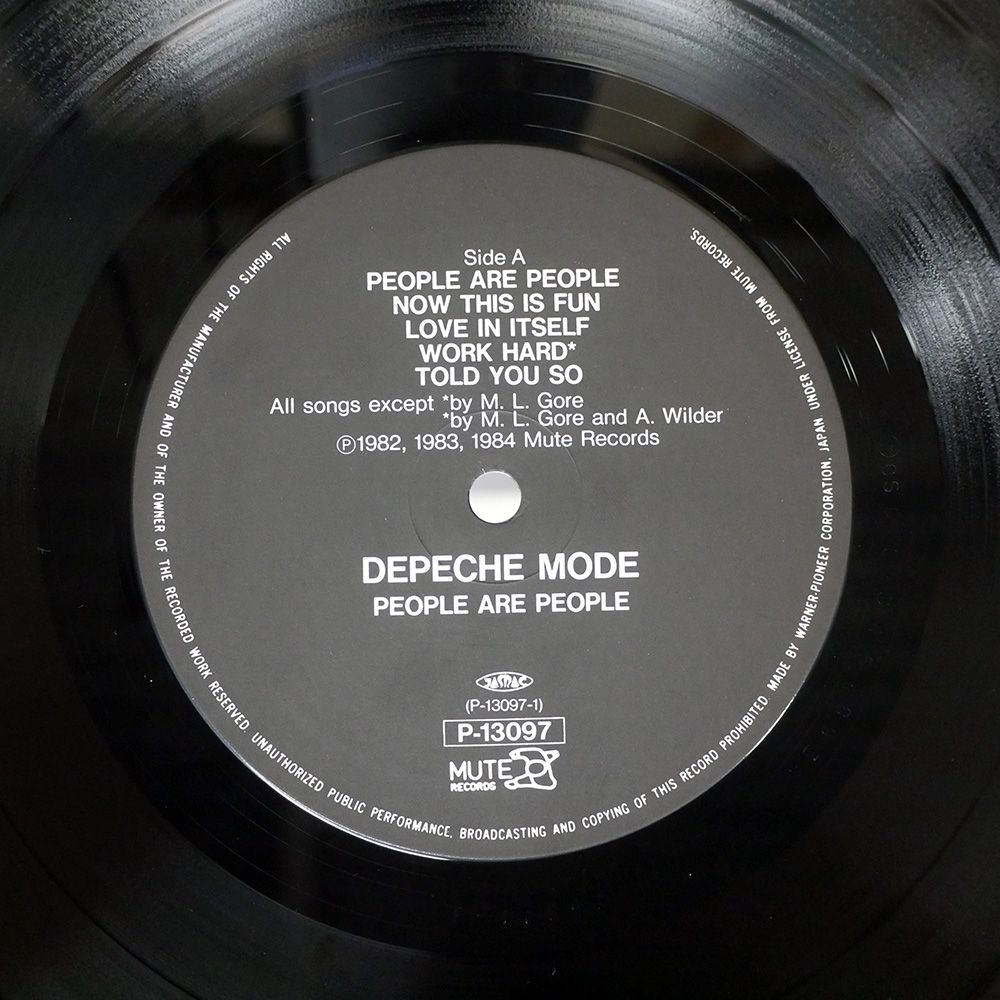 Side A
PEOPLE ARE PEOPLE
NOW THIS IS FUN
LOVE IN ITSELF
WORK HARD*
TOLD YOU SO
All songs except *by M. L. Gore
*by M. L. Gore and A. Wilder
Ⓟ1982, 1983, 1984 Mute Records
DEPECHE MODE
PEOPLE ARE PEOPLE
JASRAC
(P-13097-1)
P-13097
MUTE
RECORDS
ALL RIGHTS OF THE MANUFACTURER AND OF THE OWNER OF THE RECORDED WORK RESERVED. UNAUTHORIZED PUBLIC PERFORMANCE, BROADCASTING AND COPYING OF THIS RECORD PROHIBITED. MADE BY WARNER-PIONEER CORPORATION, JAPAN UNDER LICENSE FROM MUTE RECORDS.